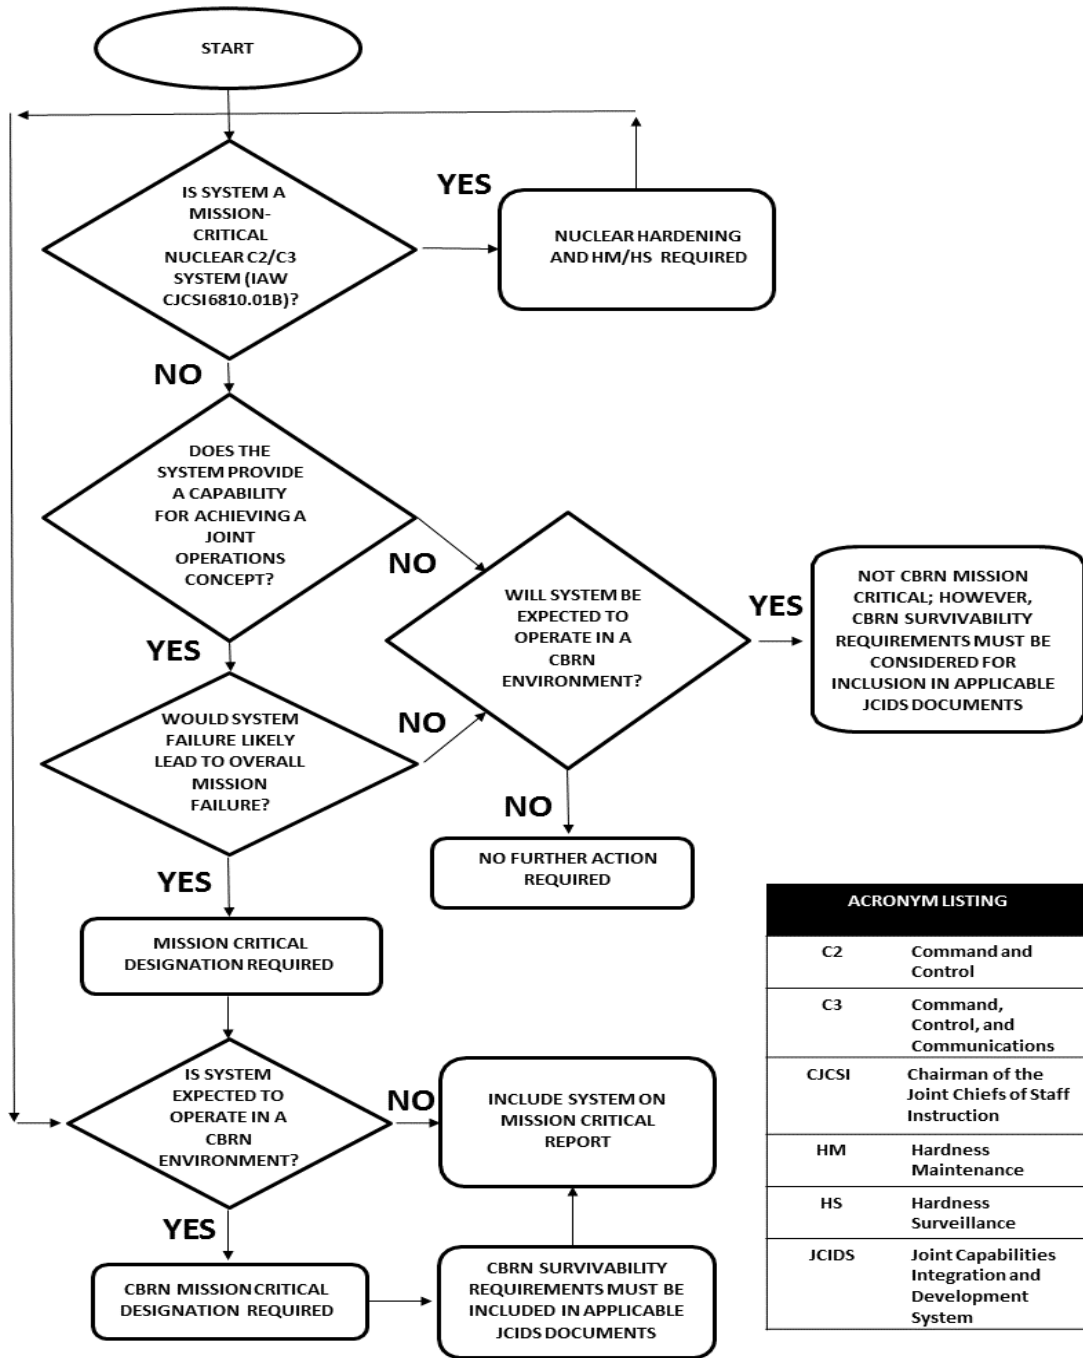 START
IS SYSTEM A
MISSION-
CRITICAL
NUCLEAR C2/C3
SYSTEM (IAW
CJCSI6810.01B)?
YES
NUCLEAR HARDENING
AND HM/HS REQUIRED
NO
DOES THE
SYSTEM PROVIDE
A CAPABILITY
FOR ACHIEVING A
JOINT
OPERATIONS
CONCEPT?
NO
YES
WILL SYSTEM BE
EXPECTED TO
OPERATE IN A
CBRN
ENVIRONMENT?
YES
NOT CBRN MISSION
CRITICAL; HOWEVER,
CBRN SURVIVABILITY
REQUIREMENTS MUST BE
CONSIDERED FOR
INCLUSION IN APPLICABLE
JCIDS DOCUMENTS
WOULD SYSTEM
FAILURE LIKELY
LEAD TO OVERALL
MISSION
FAILURE?
NO
NO
NO FURTHER ACTION
REQUIRED
YES
MISSION CRITICAL
DESIGNATION REQUIRED
IS SYSTEM
EXPECTED TO
OPERATE IN A
CBRN
ENVIRONMENT?
NO
INCLUDE SYSTEM ON
MISSION CRITICAL
REPORT
YES
CBRN MISSION CRITICAL
DESIGNATION REQUIRED
CBRN SURVIVABILITY
REQUIREMENTS MUST BE
INCLUDED IN APPLICABLE
JCIDS DOCUMENTS
ACRONYM LISTING
C2 Command and
Control
C3 Command,
Control, and
Communications
CJCSI Chairman of the
Joint Chiefs of Staff
Instruction
HM Hardness
Maintenance
HS Hardness
Surveillance
JCIDS Joint Capabilities
Integration and
Development
System